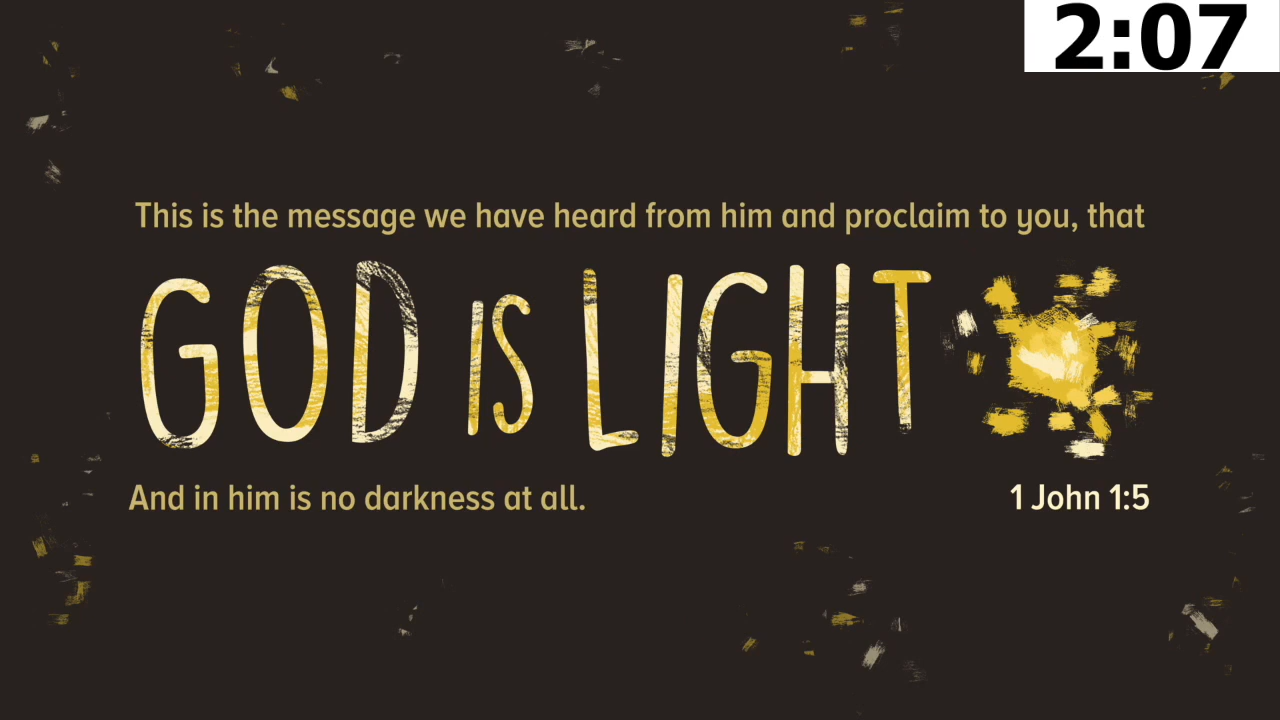 2:07
This is the message we have heard from him and proclaim to you, that
GOD IS LIGHT
And in him is no darkness at all.
1 John 1:5